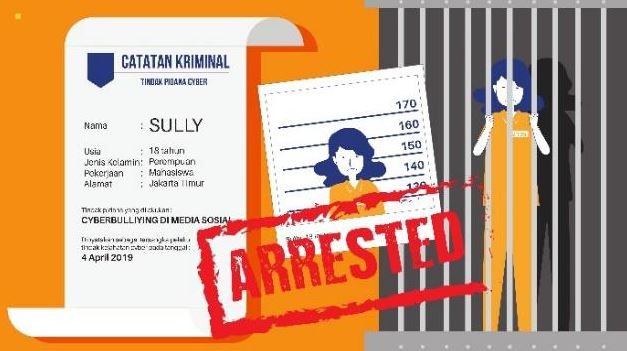 CATATAN KRIMINAL
TINDAK PIDANA CYBER
Nama : SULLY
Usia : 18 tahun
Jenis Kelamin : Perempuan
Pekerjaan : Mahasiswa
Alamat : Jakarta Timur
Tindak pidana yang dilakukan :
CYBERBULLIYING DI MEDIA SOSIAL
Dinyatakan sebagai tersangka pelaku
tindak kejahatan cyber pada tanggal :
4 April 2019
170
160
150
140
130
ARRESTED